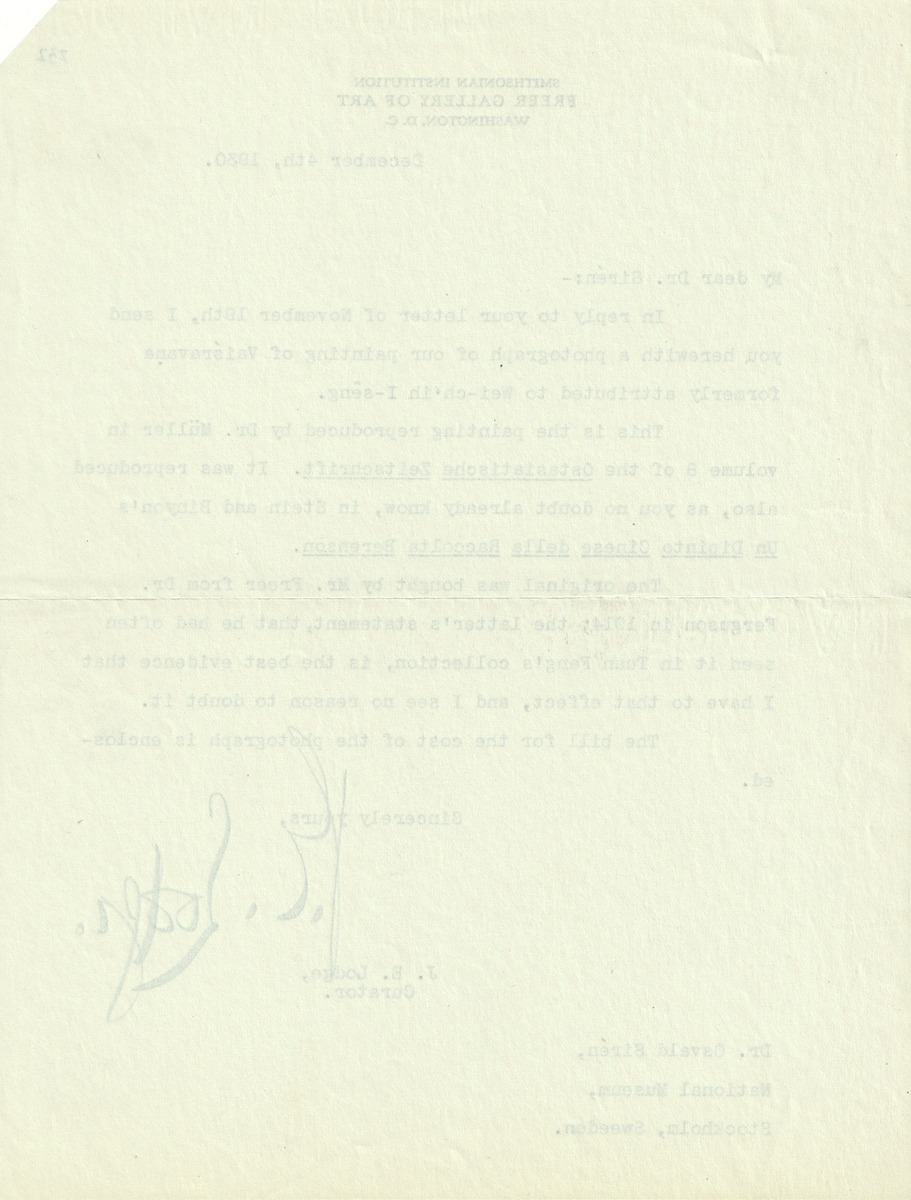 732
SMITHSONIAN INSTITUTION
FREER GALLERY OF ART
WASHINGTON, D. C.
December 4th, 1930.
My dear Dr. Sirén:-
In reply to your letter of November 19th, I send
you herewith a photograph of our painting of Vaiśravaṇa
formerly attributed to Wei-ch'ih I-sêng.
This is the painting reproduced by Dr. Müller in
volume 8 of the Ostasiatische Zeitschrift. It was reproduced
also, as you no doubt already know, in Stein and Binyon's
Un Dipinto Cinese della Raccolta Berenson.
The original was bought by Mr. Freer from Dr.
Ferguson in 1914; the latter's statement, that he had often
seen it in Tuan Fang's collection, is the best evidence that
I have to that effect, and I see no reason to doubt it.
The bill for the cost of the photograph is enclos-
ed.
Sincerely yours,
J. E. Lodge.
J. E. Lodge,
Curator.
Dr. Osvald Sirén,
National Museum,
Stockholm, Sweden.